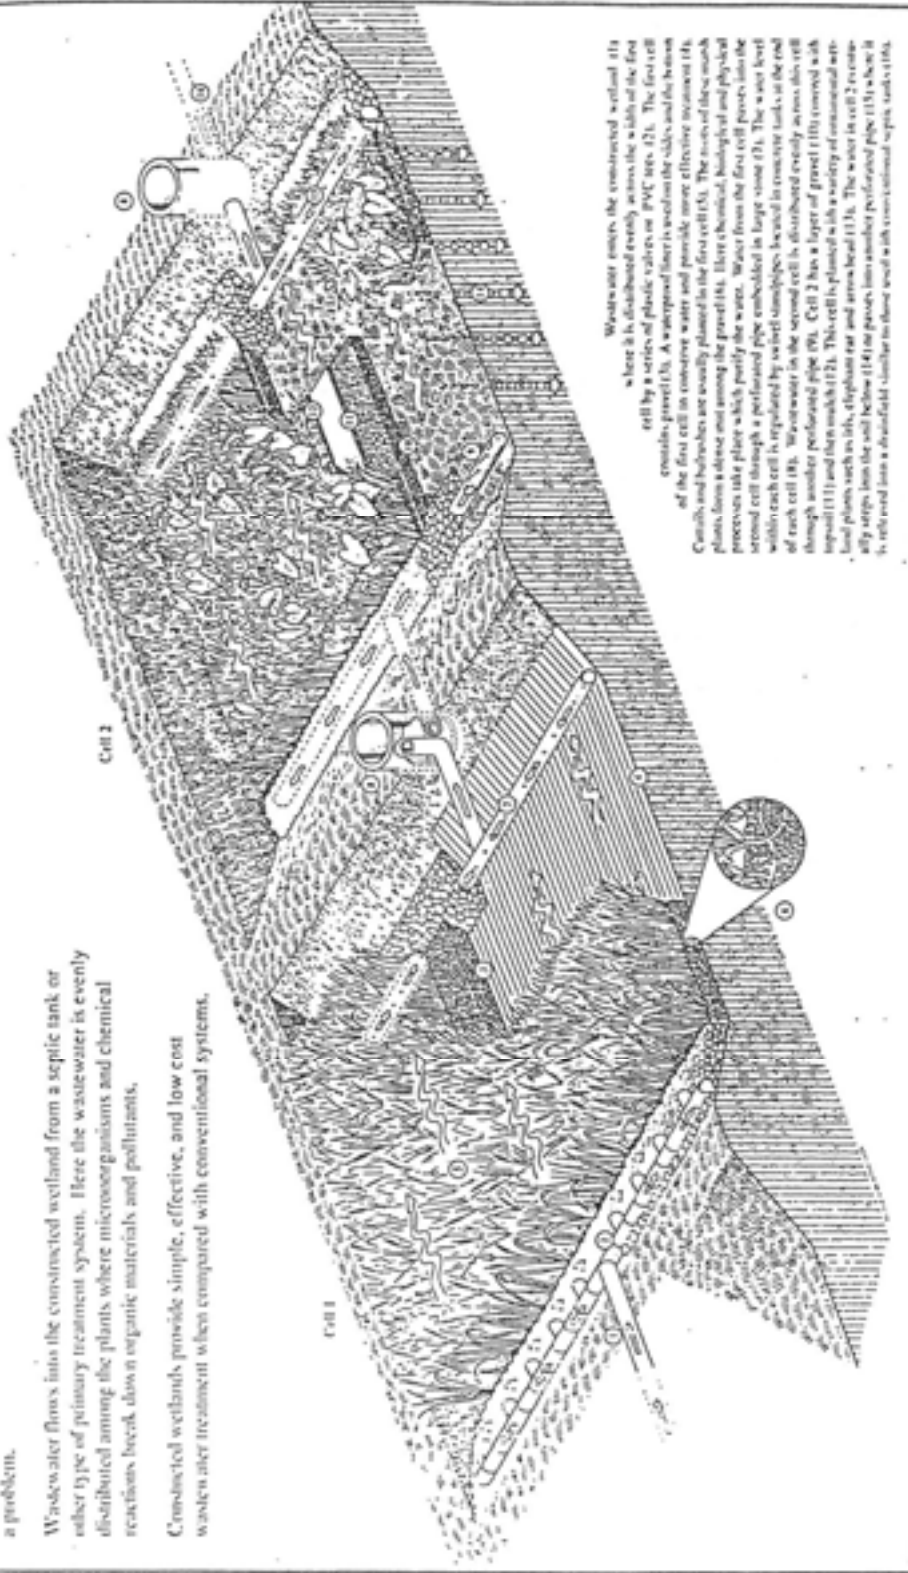 a problem.
Wastewater flows into the constructed wetland from a septic tank or
other type of primary treatment system. Here the wastewater is evenly
distributed among the plants where microorganisms and chemical
reactions break down organic materials and pollutants.
Constructed wetlands provide simple, effective, and low cost
wastewater treatment when compared with conventional systems.
Cell 1
Cell 2
Wastewater enters the constructed wetland (1)
where it is distributed evenly across the width of the first
cell by a series of plastic valves or PVC tees (2). The first cell
contains gravel (3). A waterproof liner is used on the sides and the bottom
of the first cell to conserve water and provide more effective treatment (4).
Cattails and bulrushes are usually planted in the first cell (5). The roots of these marsh
plants form a dense mat among the gravel (6). Here chemical, biological and physical
processes take place which purify the water. Water from the first cell passes into the
second cell through a perforated pipe embedded in large stone (7). The water level
within each cell is regulated by swivel standpipes located in concrete tanks at the end
of each cell (8). Wastewater in the second cell is distributed evenly across this cell
through another perforated pipe (9). Cell 2 has a layer of gravel (10) covered with
topsoil (11) and then mulch (12). This cell is planted with a variety of ornamental wet-
land plants such as iris, elephant ear and arrowhead (13). The water in cell 2 eventu-
ally seeps into the soil below (14) or passes into another perforated pipe (15) where it
is released into a drainfield similar to those used with conventional septic tanks (16).